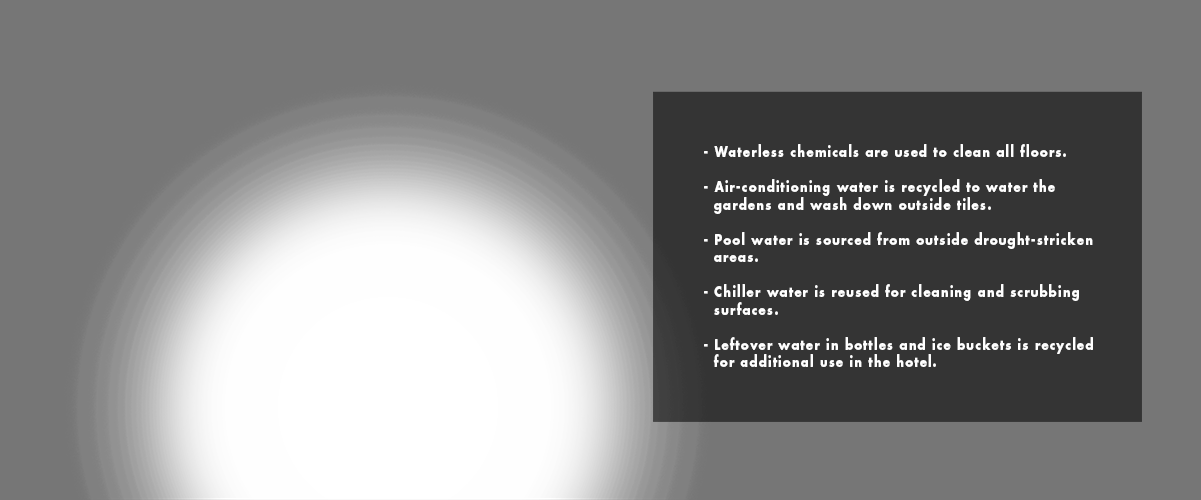 - Waterless chemicals are used to clean all floors.
- Air-conditioning water is recycled to water the
gardens and wash down outside tiles.
- Pool water is sourced from outside drought-stricken
areas.
- Chiller water is reused for cleaning and scrubbing
surfaces.
- Leftover water in bottles and ice buckets is recycled
for additional use in the hotel.